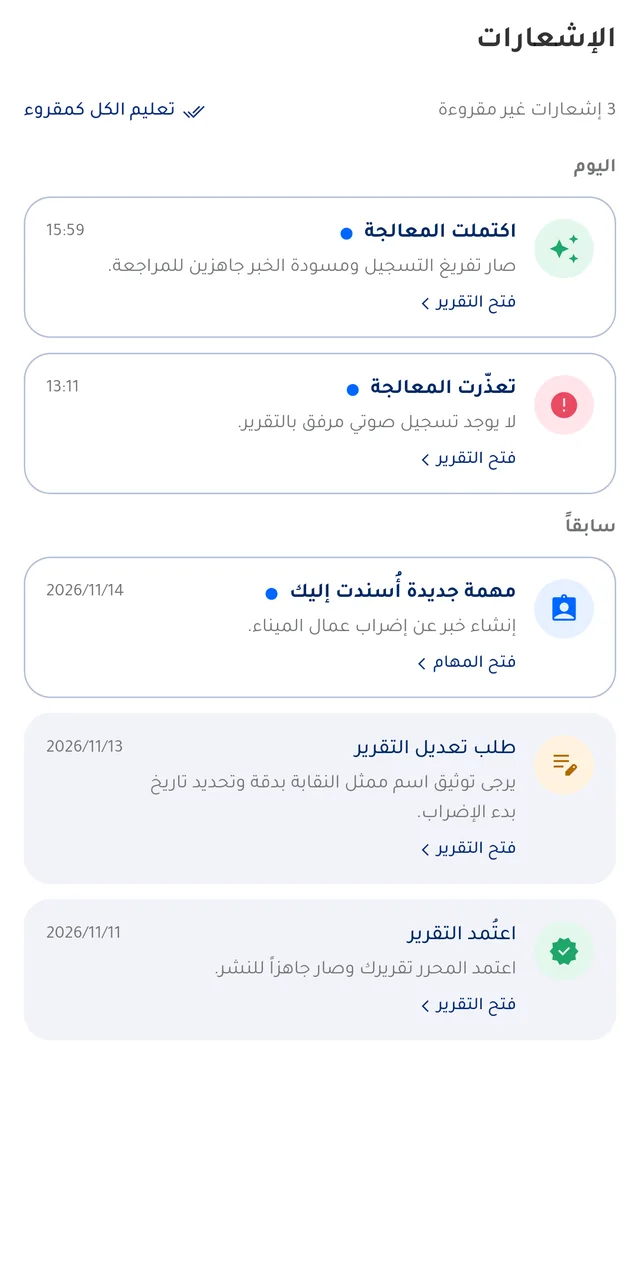 الإشعارات
3 إشعارات غير مقروءة
تعليم الكل كمقروء
اليوم
اكتملت المعالجة
15:59
صار تفريغ التسجيل ومسودة الخبر جاهزين للمراجعة.
فتح التقرير
تعذّرت المعالجة
13:11
لا يوجد تسجيل صوتي مرفق بالتقرير.
فتح التقرير
سابقاً
مهمة جديدة أُسندت إليك
2026/11/14
إنشاء خبر عن إضراب عمال الميناء.
فتح المهام
طلب تعديل التقرير
2026/11/13
يرجى توثيق اسم ممثل النقابة بدقة وتحديد تاريخ
بدء الإضراب.
فتح التقرير
اعتُمد التقرير
2026/11/11
اعتمد المحرر تقريرك وصار جاهزاً للنشر.
فتح التقرير